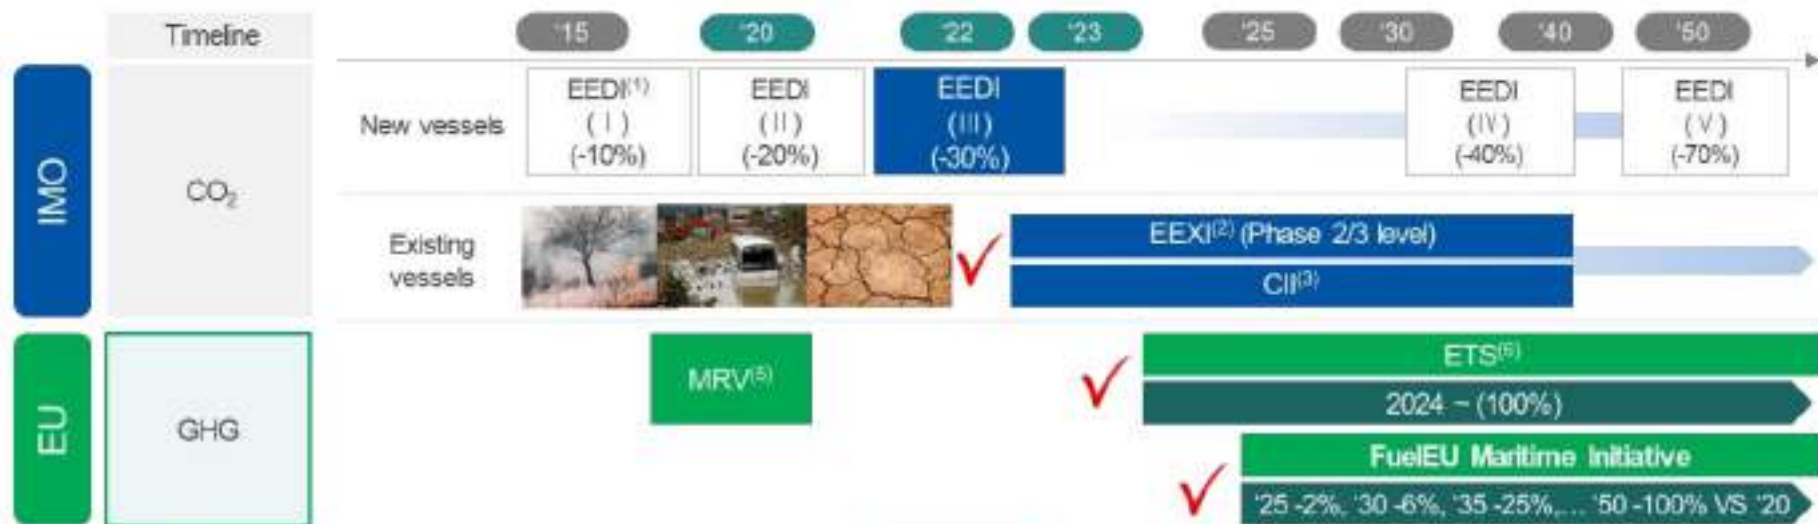 Timeline
'15
'20
'22
'23
'25
'30
'40
'50
IMO
CO₂
New vessels
EEDI⁽¹⁾
( I )
(-10%)
EEDI
( II )
(-20%)
EEDI
(III)
(-30%)
EEDI
(IV)
(-40%)
EEDI
( V )
(-70%)
Existing
vessels
EEXI⁽²⁾ (Phase 2/3 level)
CII⁽³⁾
EU
GHG
MRV⁽⁵⁾
ETS⁽⁶⁾
2024 ~ (100%)
FuelEU Maritime Initiative
'25 -2%, '30 -6%, '35 -25%,... '50 -100% VS '20